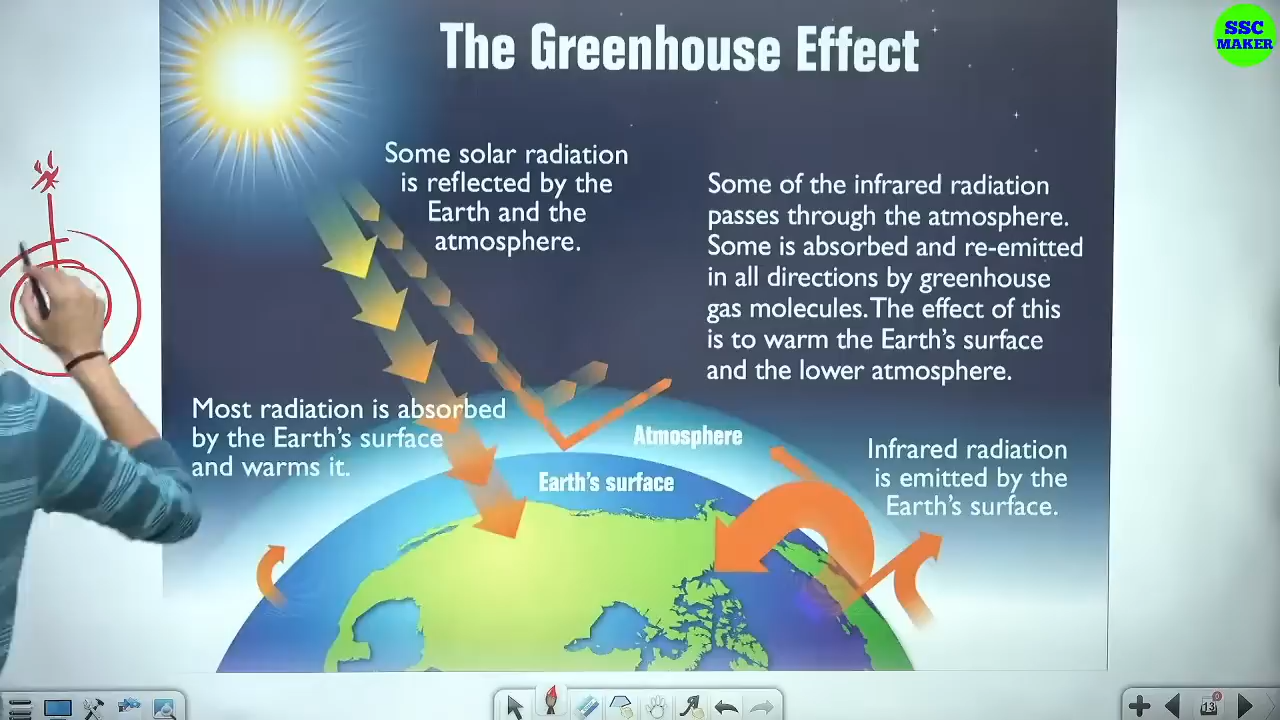 The Greenhouse Effect
SSC
MAKER
Some solar radiation
is reflected by the
Earth and the
atmosphere.
Some of the infrared radiation
passes through the atmosphere.
Some is absorbed and re-emitted
in all directions by greenhouse
gas molecules. The effect of this
is to warm the Earth's surface
and the lower atmosphere.
Most radiation is absorbed
by the Earth's surface
and warms it.
Atmosphere
Earth's surface
Infrared radiation
is emitted by the
Earth's surface.
13